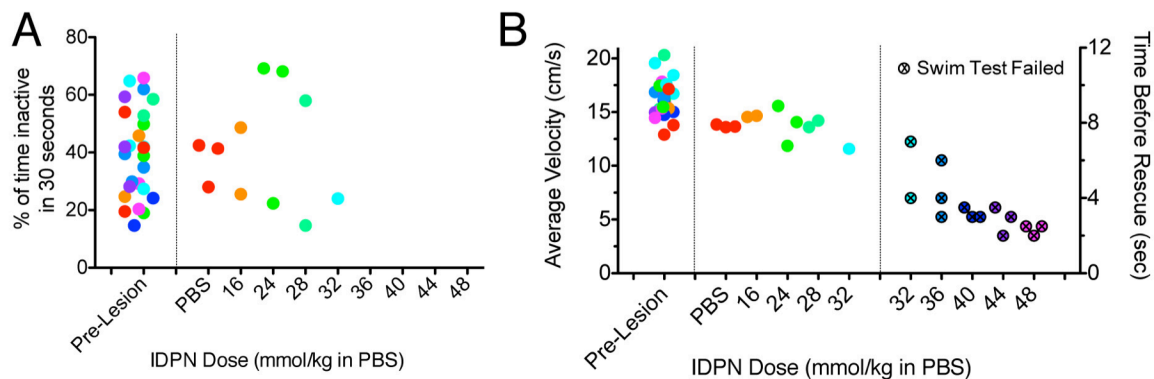 A
% of time inactive
in 30 seconds
80
60
40
20
0
Pre-Lesion
PBS
16
24
28
32
36
40
44
48
IDPN Dose (mmol/kg in PBS)
B
Average Velocity (cm/s)
20
15
10
5
0
Swim Test Failed
12
8
4
0
Time Before Rescue (sec)
Pre-Lesion
PBS
16
24
28
32
32
36
40
44
48
IDPN Dose (mmol/kg in PBS)